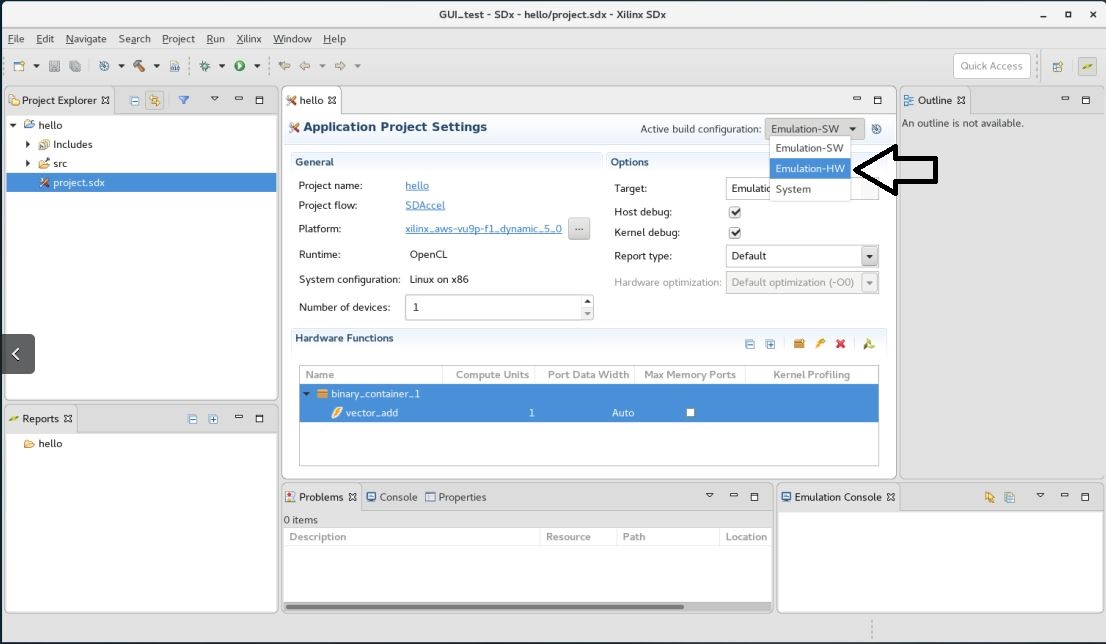 GUI_test - SDx - hello/project.sdx - Xilinx SDx
File Edit Navigate Search Project Run Xilinx Window Help
Quick Access
Project Explorer
hello
Includes
src
project.sdx
hello
Application Project Settings
Active build configuration: Emulation-SW
Emulation-SW
Emulation-HW
System
General
Project name: hello
Project flow: SDAccel
Platform: xilinx_aws-vu9p-f1_dynamic_5_0 ...
Runtime: OpenCL
System configuration: Linux on x86
Number of devices: 1
Options
Target: Emulatio
Host debug:
Kernel debug:
Report type: Default
Hardware optimization: Default optimization (-O0)
Hardware Functions
Name Compute Units Port Data Width Max Memory Ports Kernel Profiling
binary_container_1
vector_add 1 Auto
Outline
An outline is not available.
Reports
hello
Problems Console Properties
0 items
Description Resource Path Location
Emulation Console